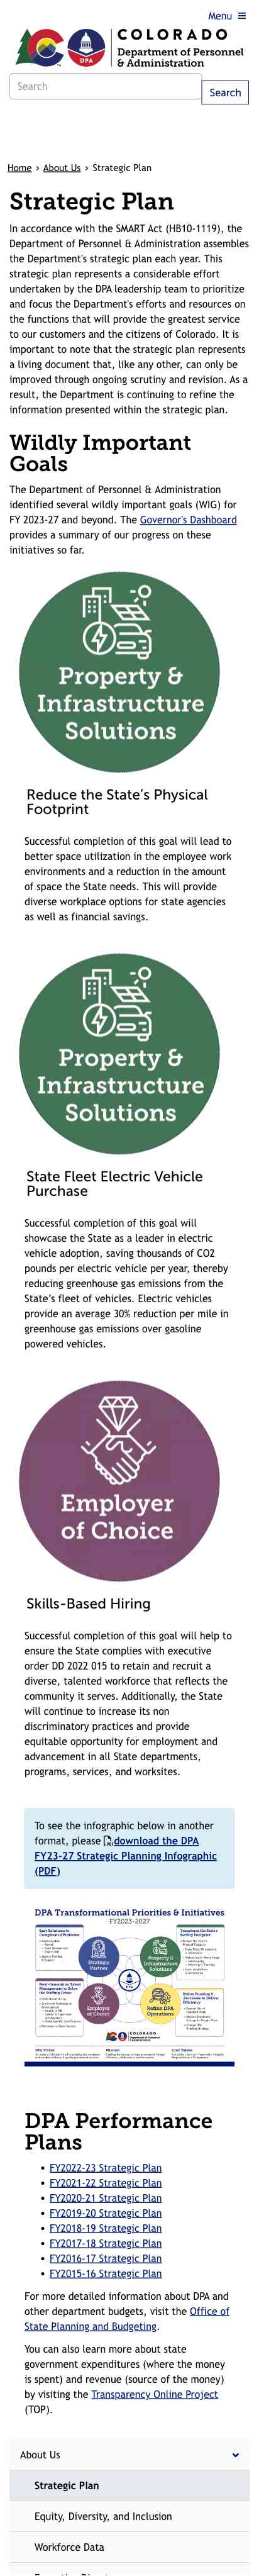 Menu
COLORADO
Department of Personnel
& Administration
DPA
Search
Search
Home › About Us › Strategic Plan
Strategic Plan
In accordance with the SMART Act (HB10-1119), the
Department of Personnel & Administration assembles
the Department's strategic plan each year. This
strategic plan represents a considerable effort
undertaken by the DPA leadership team to prioritize
and focus the Department's efforts and resources on
the functions that will provide the greatest service
to our customers and the citizens of Colorado. It is
important to note that the strategic plan represents
a living document that, like any other, can only be
improved through ongoing scrutiny and revision. As a
result, the Department is continuing to refine the
information presented within the strategic plan.
Wildly Important
Goals
The Department of Personnel & Administration
identified several wildly important goals (WIG) for
FY 2023-27 and beyond. The Governor's Dashboard
provides a summary of our progress on these
initiatives so far.
Property &
Infrastructure
Solutions
Reduce the State's Physical
Footprint
Successful completion of this goal will lead to
better space utilization in the employee work
environments and a reduction in the amount
of space the State needs. This will provide
diverse workplace options for state agencies
as well as financial savings.
Property &
Infrastructure
Solutions
State Fleet Electric Vehicle
Purchase
Successful completion of this goal will
showcase the State as a leader in electric
vehicle adoption, saving thousands of CO2
pounds per electric vehicle per year, thereby
reducing greenhouse gas emissions from the
State's fleet of vehicles. Electric vehicles
provide an average 30% reduction per mile in
greenhouse gas emissions over gasoline
powered vehicles.
Employer
of Choice
Skills-Based Hiring
Successful completion of this goal will help to
ensure the State complies with executive
order DD 2022 015 to retain and recruit a
diverse, talented workforce that reflects the
community it serves. Additionally, the State
will continue to increase its non
discriminatory practices and provide
equitable opportunity for employment and
advancement in all State departments,
programs, services, and worksites.
To see the infographic below in another
format, please download the DPA
FY23-27 Strategic Planning Infographic
(PDF)
DPA Transformational Priorities & Initiatives
FY2023-2027
Strategic
Partner
Property &
Infrastructure
Solutions
Employer
of Choice
Refine DPA
Operations
COLORADO
DPA Performance
Plans
• FY2022-23 Strategic Plan
• FY2021-22 Strategic Plan
• FY2020-21 Strategic Plan
• FY2019-20 Strategic Plan
• FY2018-19 Strategic Plan
• FY2017-18 Strategic Plan
• FY2016-17 Strategic Plan
• FY2015-16 Strategic Plan
For more detailed information about DPA and
other department budgets, visit the Office of
State Planning and Budgeting.
You can also learn more about state
government expenditures (where the money
is spent) and revenue (source of the money)
by visiting the Transparency Online Project
(TOP).
About Us
Strategic Plan
Equity, Diversity, and Inclusion
Workforce Data